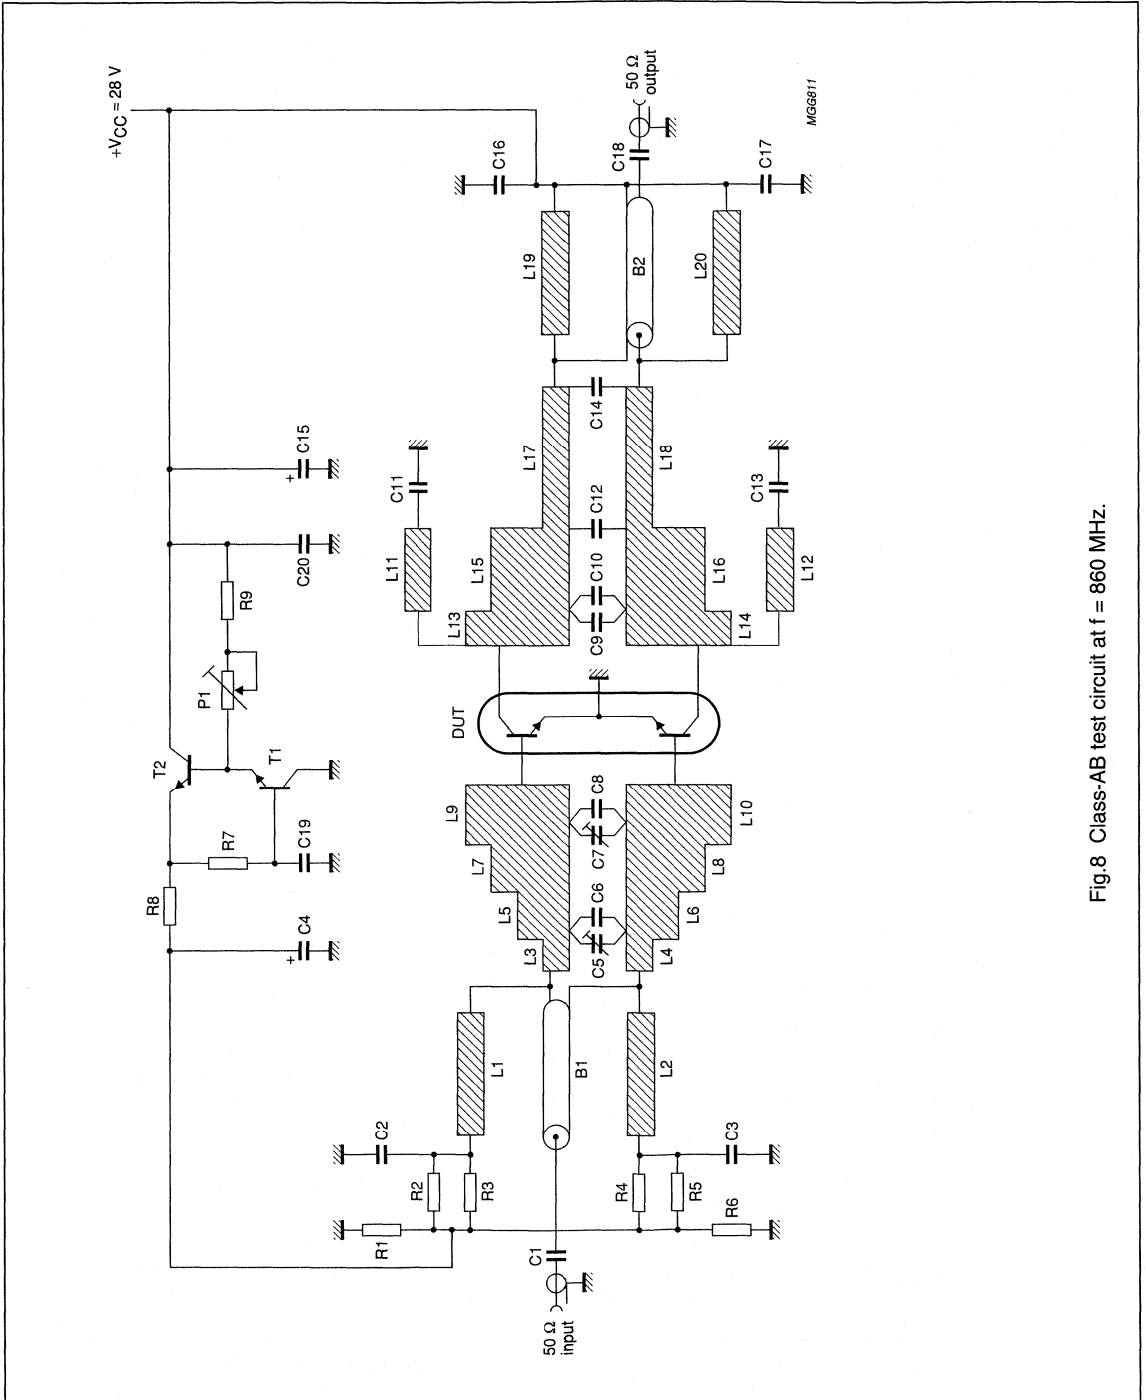 +VCC = 28 V
C16
C18
50 Ω
output
C17
MGG811
L19
B2
L20
C15
C20
R9
P1
T2
T1
R7
C19
R8
C4
C11
L11
L17
C14
L18
C13
L12
L15
C12
L16
C10
C9
L13
L14
DUT
L9
C8
L10
L7
C7
L8
L5
C6
L6
L3
C5
L4
L1
B1
L2
C2
C3
R2
R3
R4
R5
R1
R6
C1
50 Ω
input
+
+
Fig.8 Class-AB test circuit at f = 860 MHz.